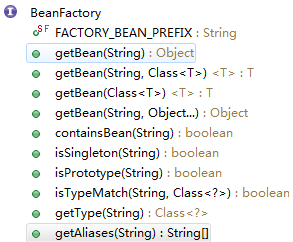 BeanFactory
FACTORY_BEAN_PREFIX : String
getBean(String) : Object
getBean(String, Class<T>) <T> : T
getBean(Class<T>) <T> : T
getBean(String, Object...) : Object
containsBean(String) : boolean
isSingleton(String) : boolean
isPrototype(String) : boolean
isTypeMatch(String, Class<?>) : boolean
getType(String) : Class<?>
getAliases(String) : String[]